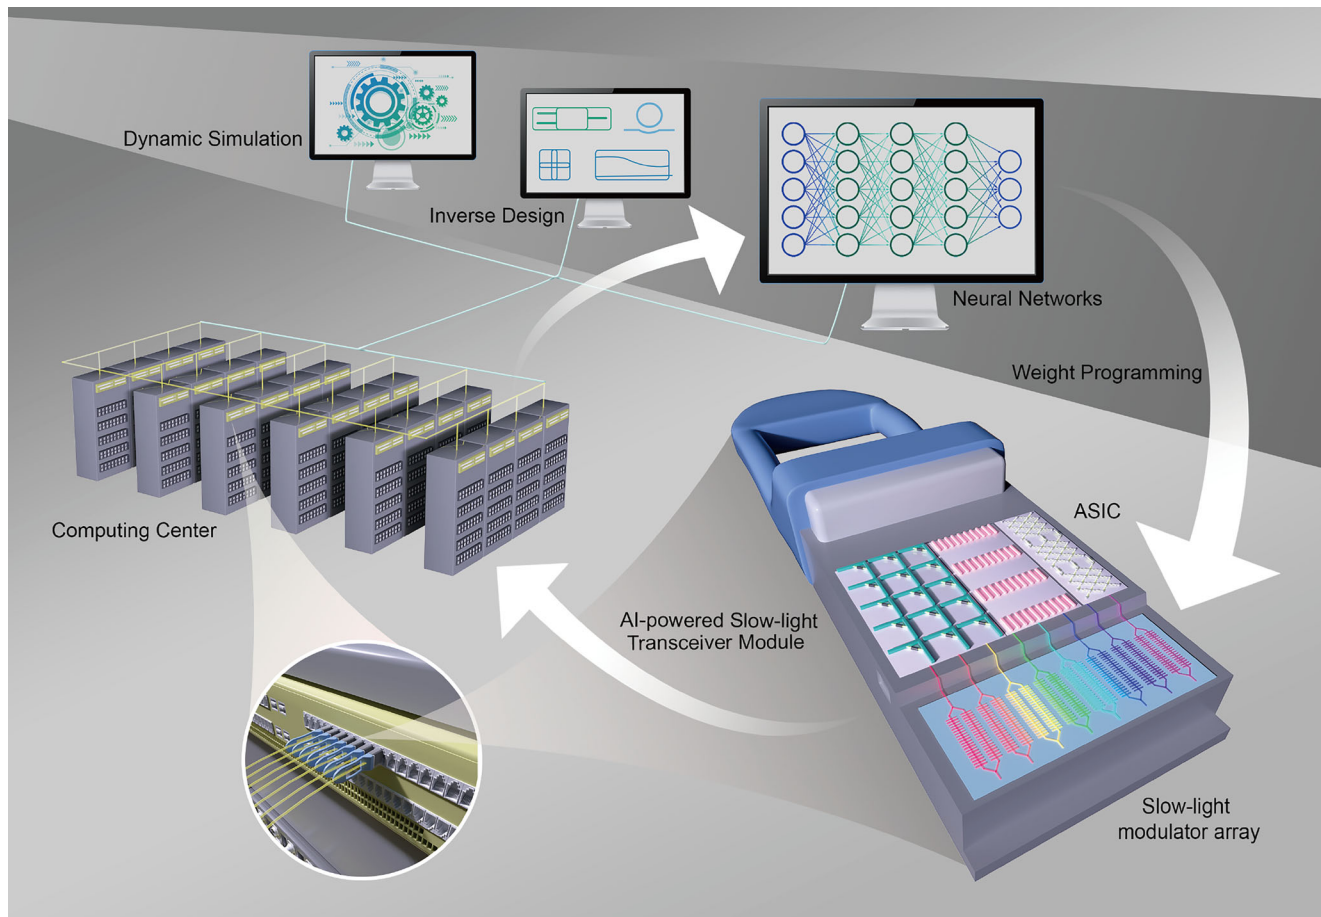 Dynamic Simulation
Inverse Design
Neural Networks
Weight Programming
Computing Center
ASIC
AI-powered Slow-light
Transceiver Module
Slow-light
modulator array